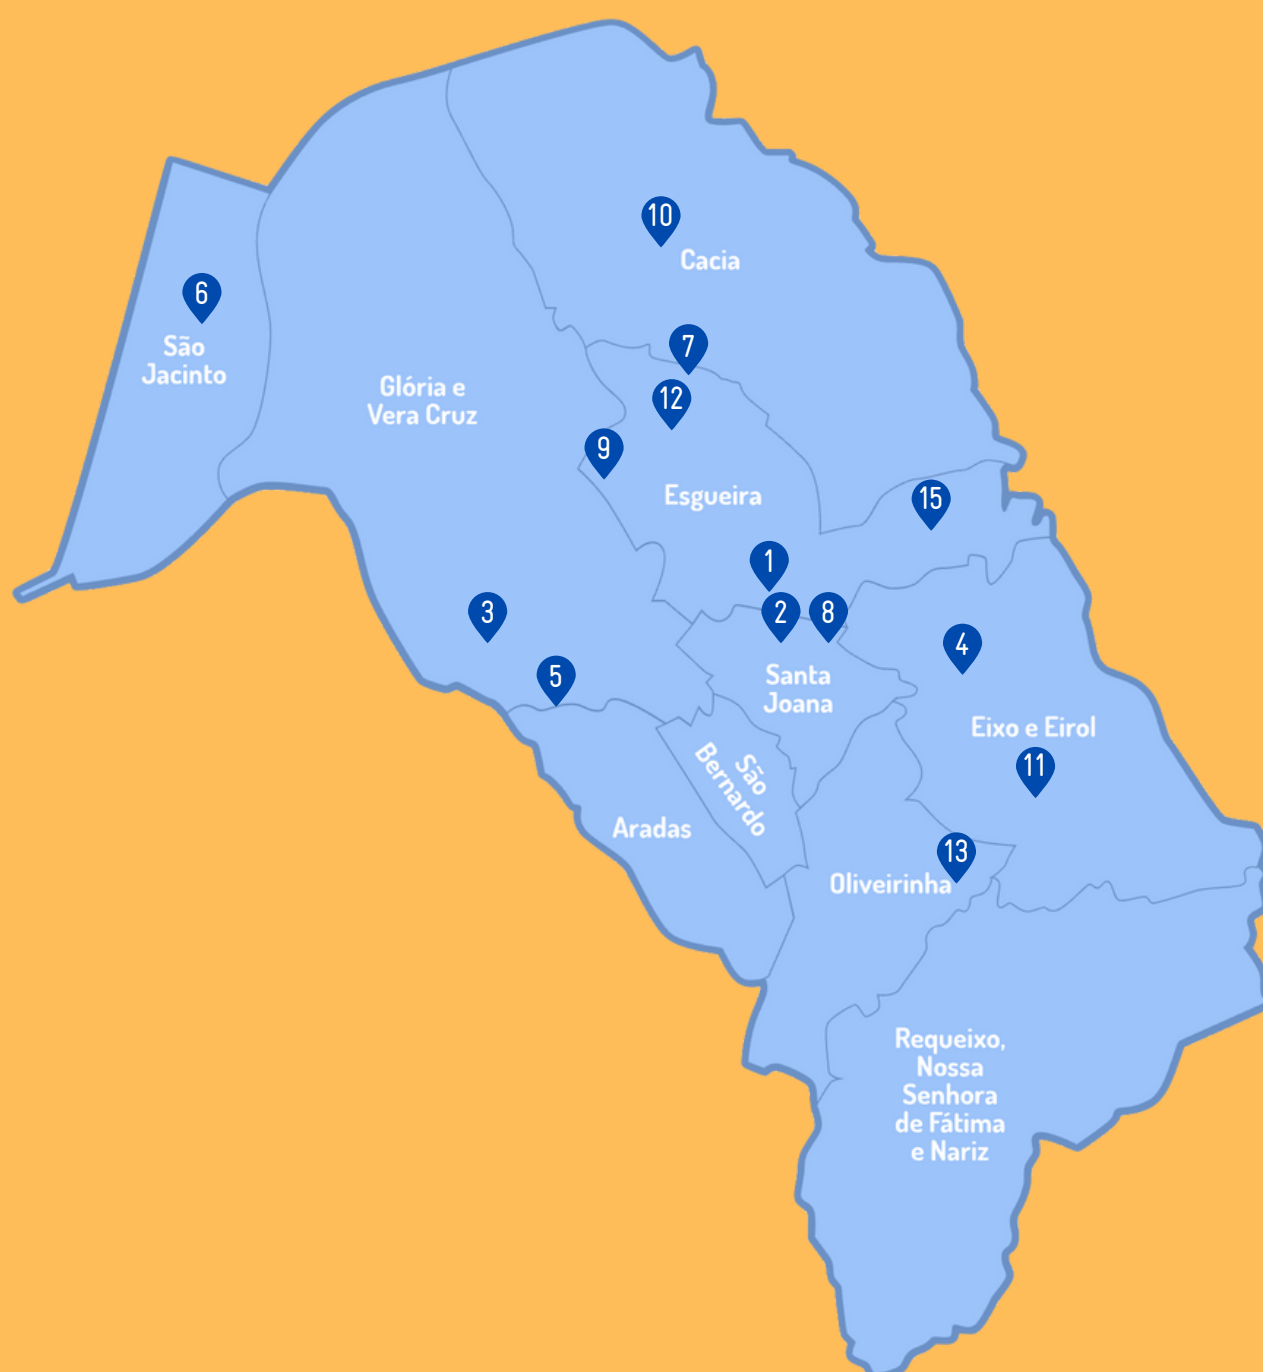 10
Cacia
6
São
Jacinto
7
Glória e
Vera Cruz
12
9
Esgueira
15
1
2
8
3
4
5
Santa
Joana
Eixo e Eirol
11
São
Bernardo
Aradas
13
Oliveirinha
Requeixo,
Nossa
Senhora
de Fátima
e Nariz